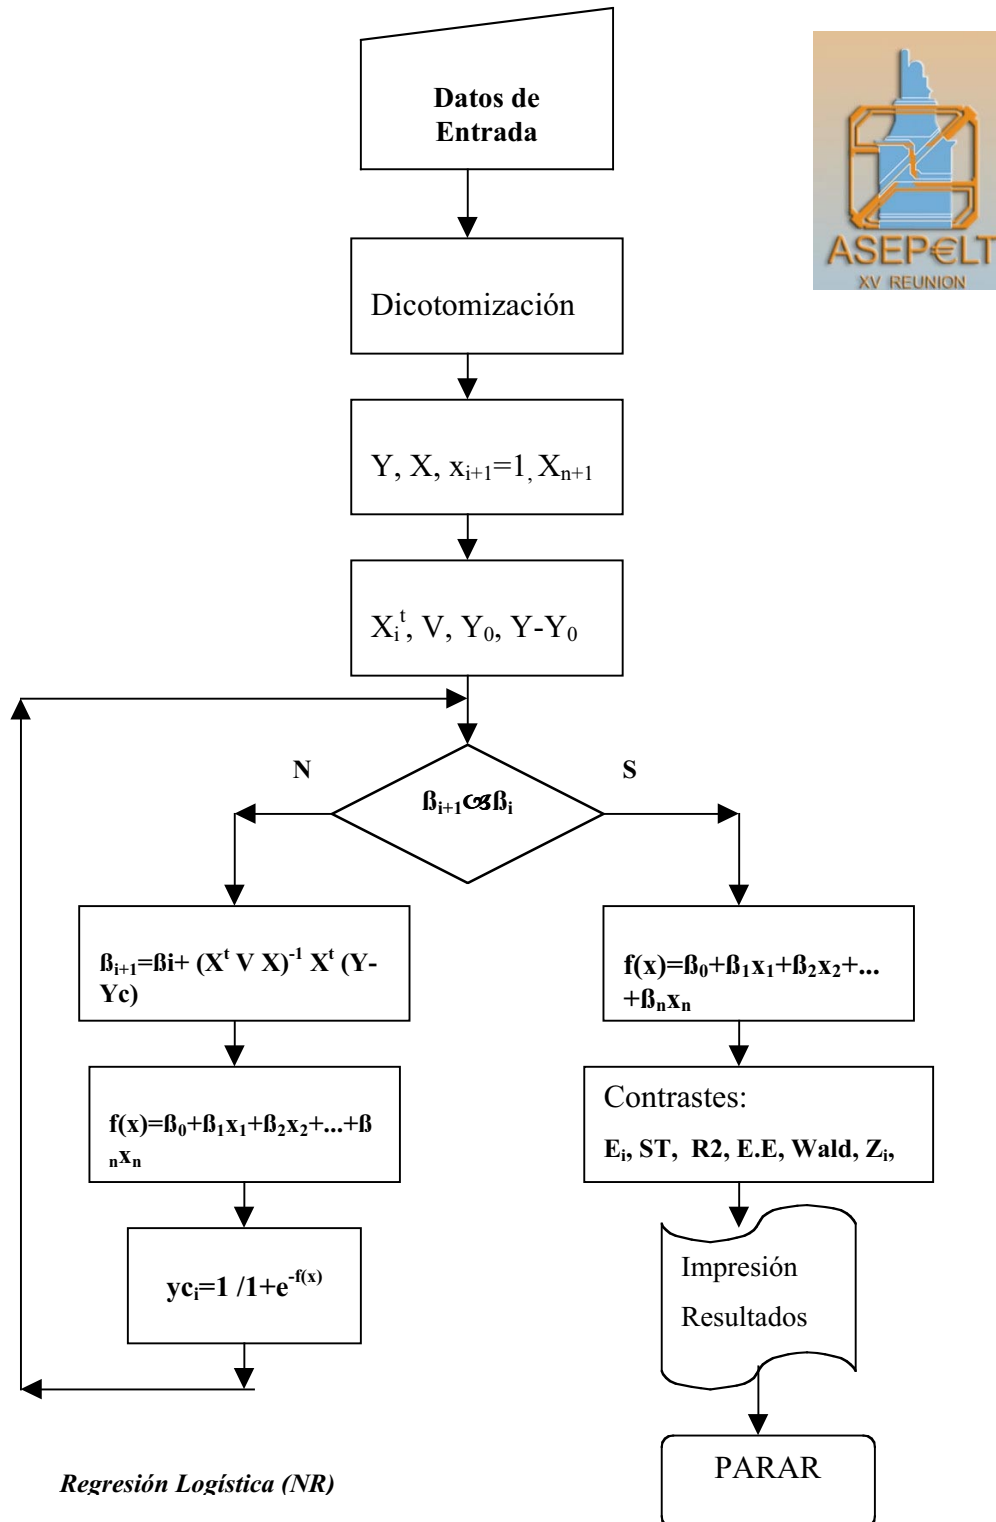 Datos de
Entrada
ASEP€LT
XV REUNION
Dicotomización
Y, X, xᵢ₊₁=1, Xₙ₊₁
Xᵢᵗ, V, Y₀, Y-Y₀
N
S
ßᵢ₊₁ßᵢ
ßᵢ₊₁=ßi+ (Xᵗ V X)⁻¹ Xᵗ (Y-
Yc)
f(x)=ß₀+ß₁x₁+ß₂x₂+...
+ßₙxₙ
f(x)=ß₀+ß₁x₁+ß₂x₂+...+ß
ₙxₙ
Contrastes:
Eᵢ, ST, R2, E.E, Wald, Zᵢ,
ycᵢ=1 /1+e⁻ᶠ⁽ˣ⁾
Impresión
Resultados
PARAR
Regresión Logística (NR)